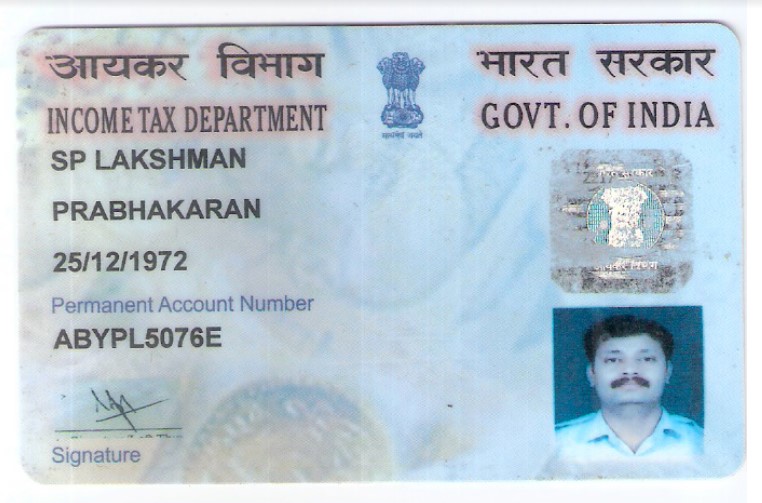 आयकर विभाग
INCOME TAX DEPARTMENT
भारत सरकार
GOVT. OF INDIA
सत्यमेव जयते
SP LAKSHMAN
PRABHAKARAN
25/12/1972
Permanent Account Number
ABYPL5076E
Signature